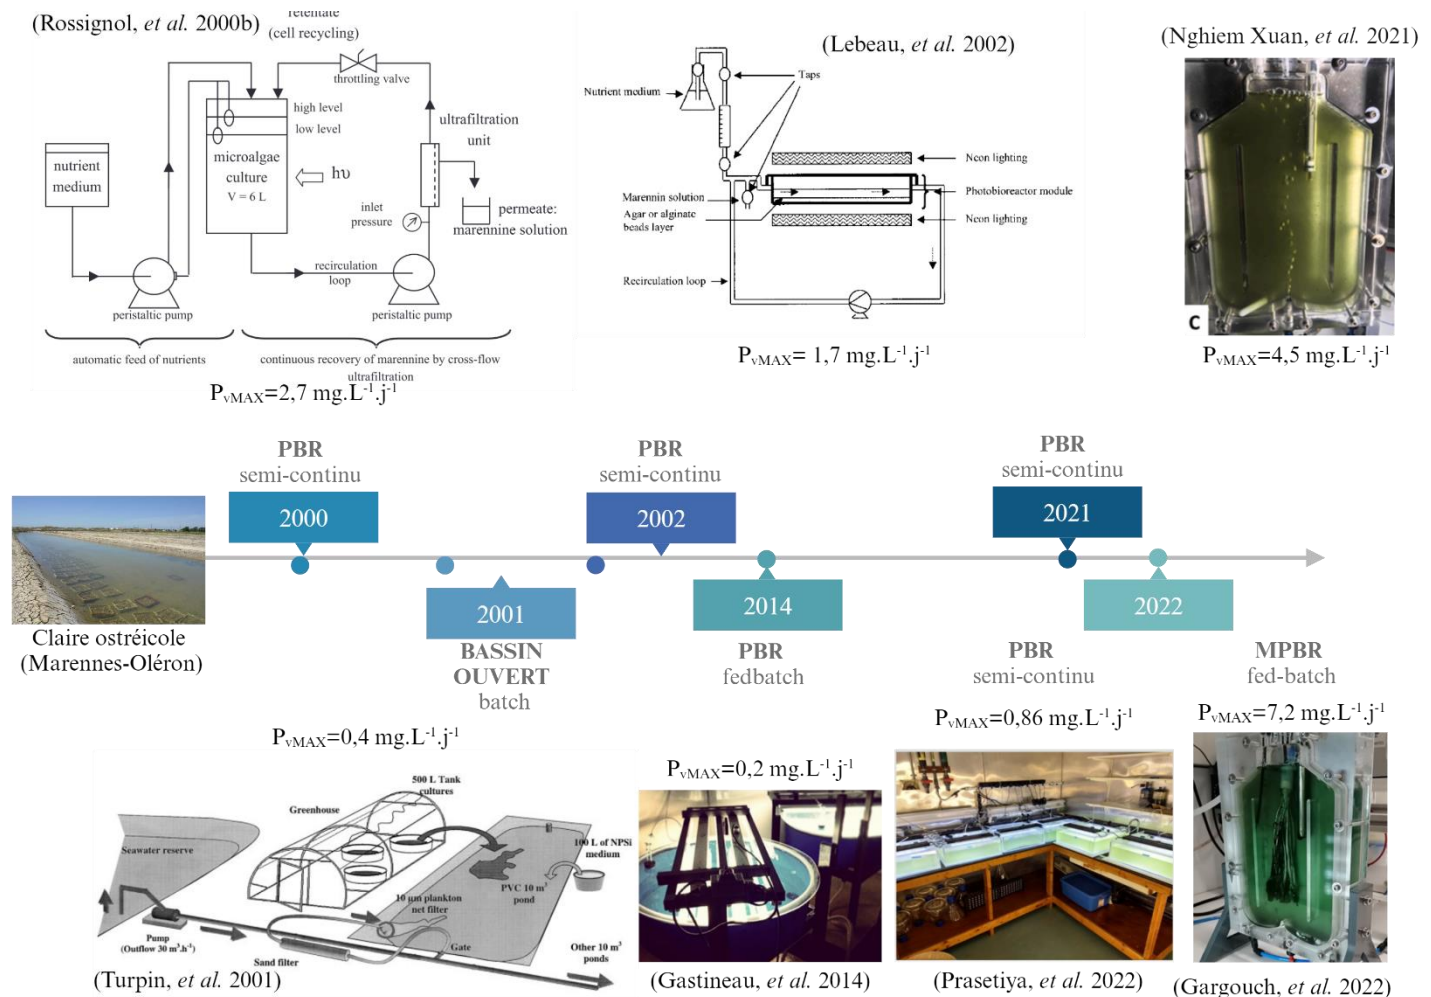 (Rossignol, et al. 2000b)
retentate
(cell recycling)
throttling valve
high level
low level
ultrafiltration
unit
nutrient
medium
microalgae
culture
V = 6 L
hυ
inlet
pressure
permeate:
marennine solution
recirculation
loop
peristaltic pump
peristaltic pump
automatic feed of nutrients
continuous recovery of marennine by cross-flow
ultrafiltration
PvMAX=2,7 mg.L-1.j-1
(Lebeau, et al. 2002)
Taps
Nutrient medium
Neon lighting
Marennin solution
Photobioreactor module
Agar or alginate
beads layer
Neon lighting
Recirculation loop
PvMAX= 1,7 mg.L-1.j-1
(Nghiem Xuan, et al. 2021)
C
PvMAX=4,5 mg.L-1.j-1
PBR
semi-continu
2000
PBR
semi-continu
2002
PBR
semi-continu
2021
Claire ostréicole
(Marennes-Oléron)
2001
BASSIN
OUVERT
batch
2014
PBR
fedbatch
2022
PBR
semi-continu
MPBR
fed-batch
PvMAX=0,4 mg.L-1.j-1
PvMAX=0,2 mg.L-1.j-1
PvMAX=0,86 mg.L-1.j-1
PvMAX=7,2 mg.L-1.j-1
500 L Tank
cultures
Greenhouse
Seawater reserve
100 L of NPSi
medium
PVC 10 m3
pond
10 µm plankton
net filter
Pump
(Outflow 30 m3.h-1)
Sand filter
Gate
Other 10 m3
ponds
(Turpin, et al. 2001)
(Gastineau, et al. 2014)
(Prasetiya, et al. 2022)
(Gargouch, et al. 2022)